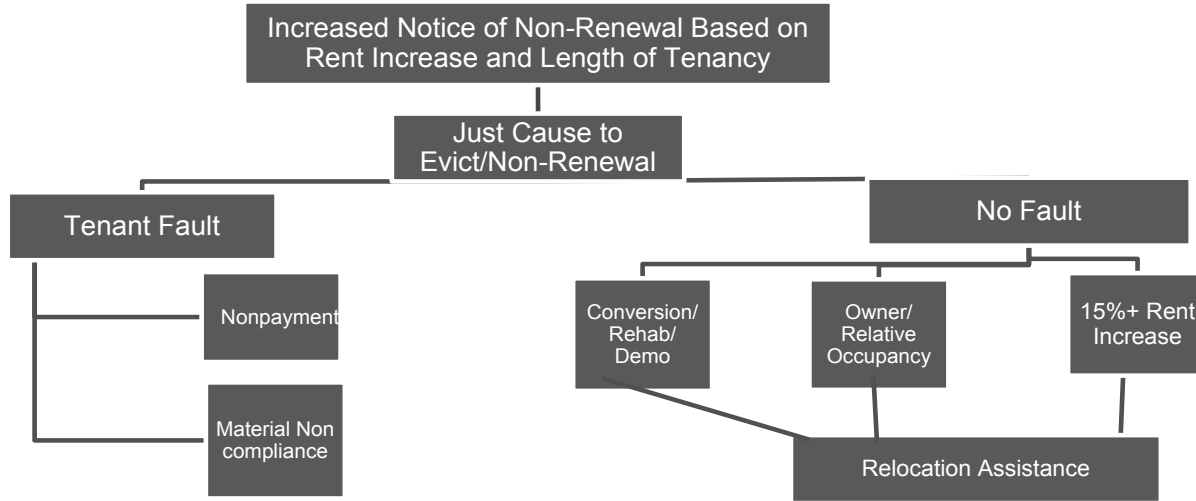 Increased Notice of Non-Renewal Based on
Rent Increase and Length of Tenancy
Just Cause to
Evict/Non-Renewal
Tenant Fault
No Fault
Nonpayment
Material Non
compliance
Conversion/
Rehab/
Demo
Owner/
Relative
Occupancy
15%+ Rent
Increase
Relocation Assistance